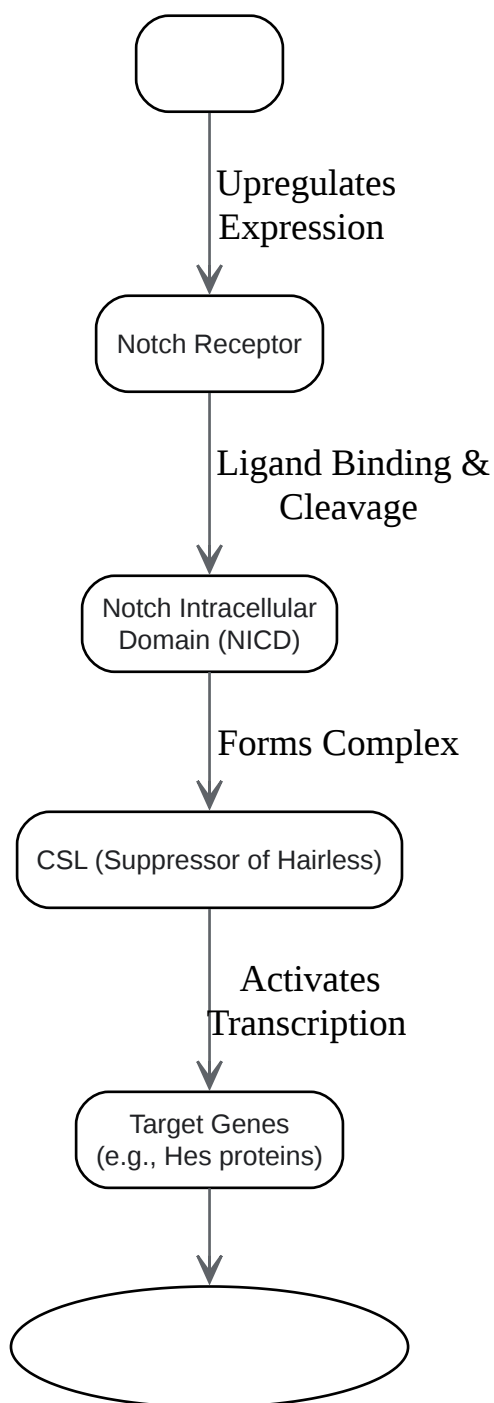 Upregulates
Expression
Notch Receptor
Ligand Binding &
Cleavage
Notch Intracellular
Domain (NICD)
Forms Complex
CSL (Suppressor of Hairless)
Activates
Transcription
Target Genes
(e.g., Hes proteins)